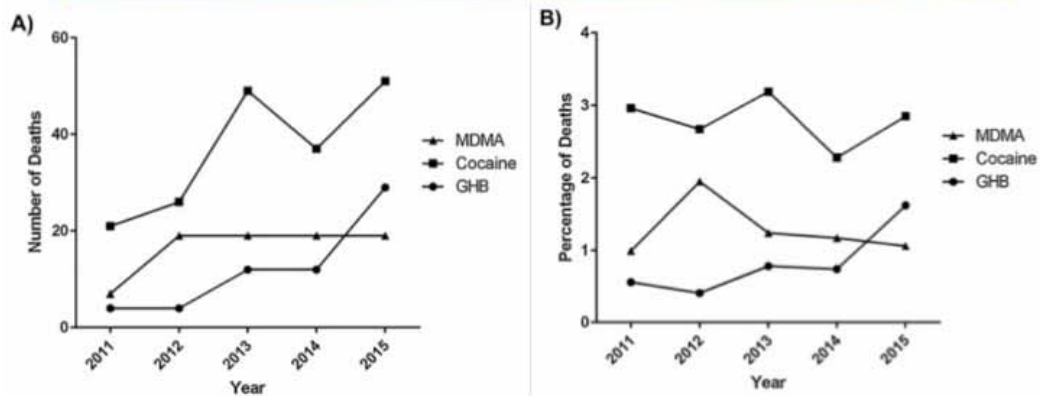 A)
60
40
20
0
Number of Deaths
2011
2012
2013
2014
2015
Year
MDMA
Cocaine
GHB
B)
4
3
2
1
0
Percentage of Deaths
2011
2012
2013
2014
2015
Year
MDMA
Cocaine
GHB